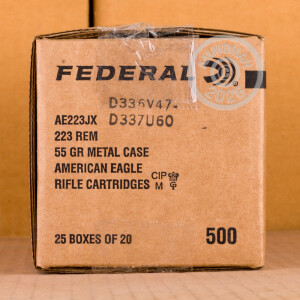 FEDERAL
D336V47-
AE223JX D337U60
223 REM
55 GR METAL CASE
AMERICAN EAGLE CIP
RIFLE CARTRIDGES M
25 BOXES OF 20 500